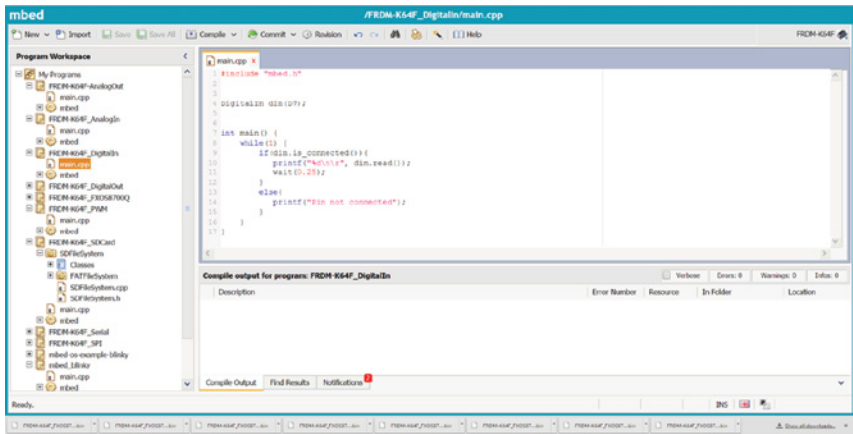 mbed
/FRDM-K64F_DigitalIn/main.cpp
New Import Save Save All Compile Commit Revision Help FRDM-K64F
Program Workspace
My Programs
FRDM-K64F-AnalogOut
main.cpp
mbed
FRDM-K64F_AnalogIn
main.cpp
mbed
FRDM-K64F_DigitalIn
main.cpp
mbed
FRDM-K64F_DigitalOut
FRDM-K64F_FXOS8700Q
FRDM-K64F_PWM
main.cpp
mbed
FRDM-K64F_SDCard
SDFileSystem
Classes
FATFileSystem
SDFileSystem.cpp
SDFileSystem.h
main.cpp
mbed
FRDM-K64F_Serial
FRDM-K64F_SPI
mbed-os-example-blinky
mbed_blinky
main.cpp
mbed
main.cpp x
1 #include "mbed.h"
2
3
4 DigitalIn din(D7);
5
6
7 int main() {
8 while(1) {
9 if(din.is_connected()){
10 printf("%d\n\r", din.read());
11 wait(0.25);
12 }
13 else{
14 printf("Pin not connected");
15 }
16 }
17 }
Compile output for program: FRDM-K64F_DigitalIn
Verbose Errors: 0 Warnings: 0 Infos: 0
Description Error Number Resource In Folder Location
Compile Output Find Results Notifications 2
Ready. INS
Show all downloads...